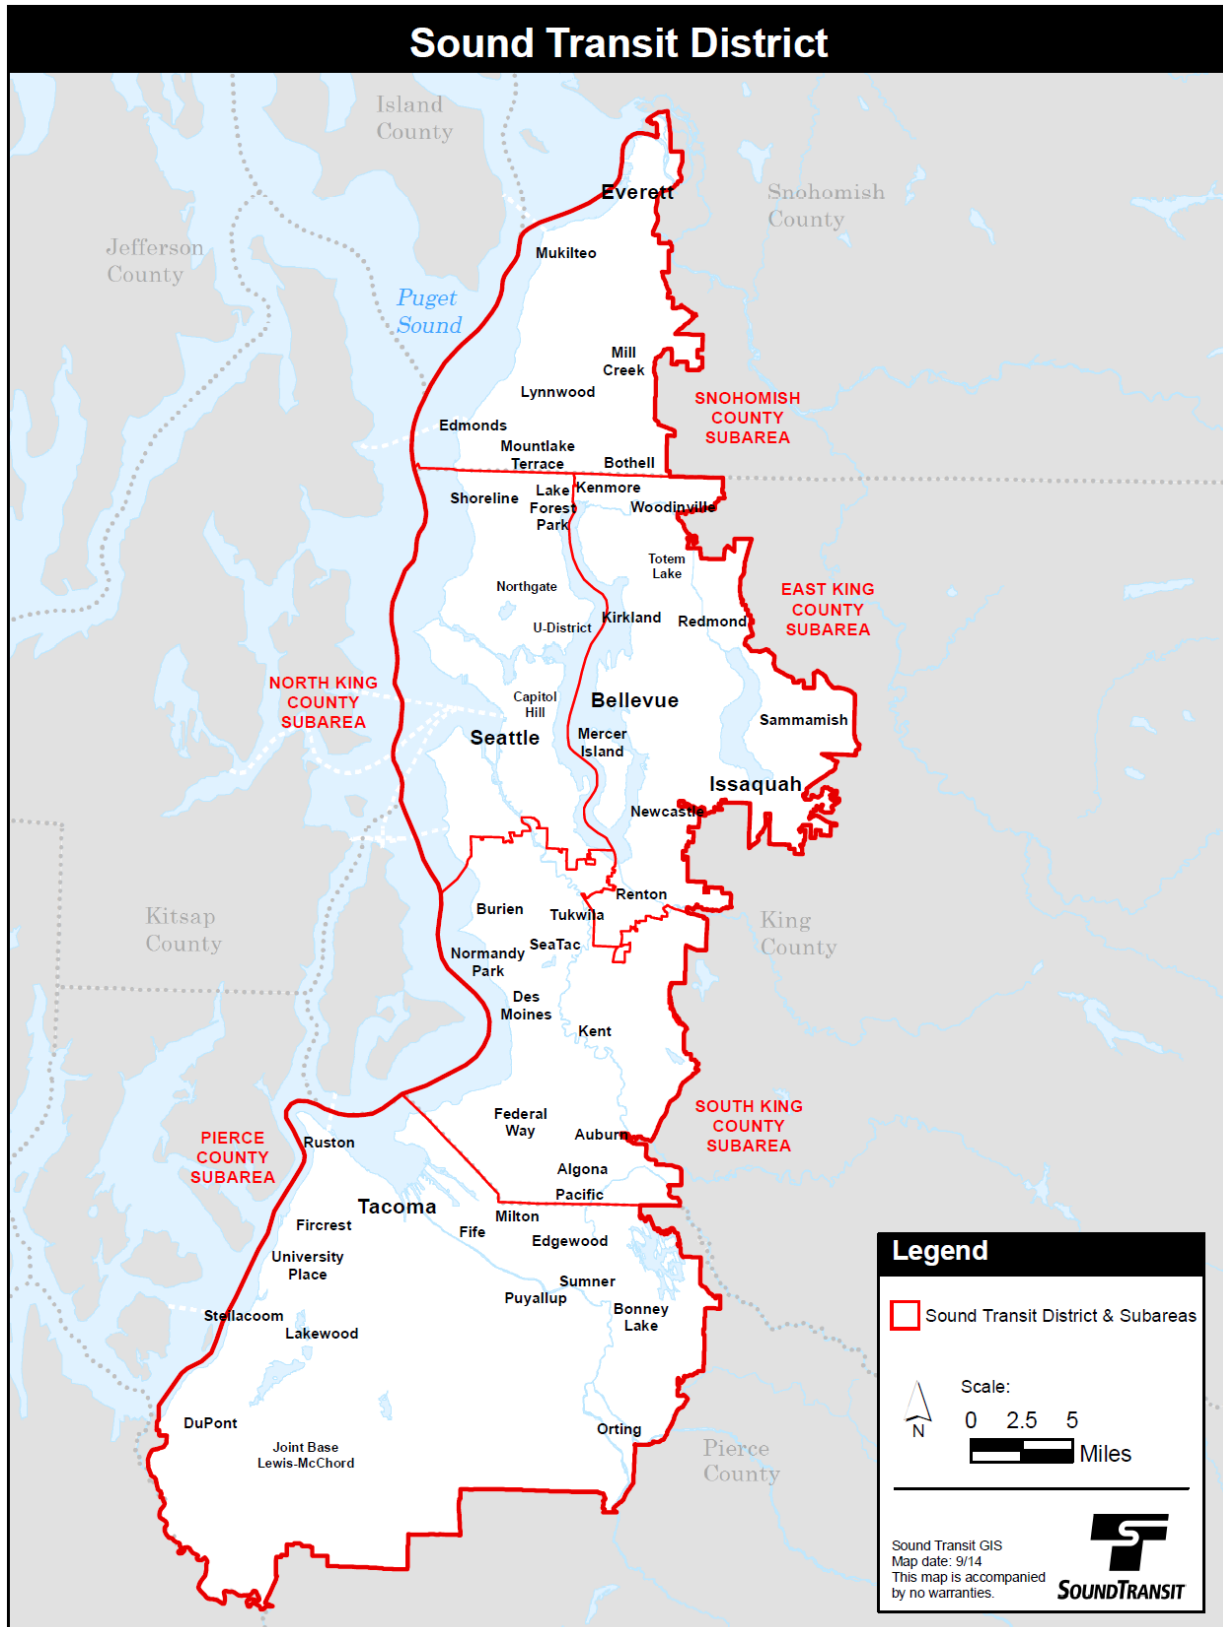 Sound Transit District
Island
County
Snohomish
County
Everett
Jefferson
County
Mukilteo
Puget
Sound
Mill
Creek
Lynnwood
SNOHOMISH
COUNTY
SUBAREA
Edmonds
Mountlake
Terrace
Bothell
Shoreline
Lake
Forest
Park
Kenmore
Woodinville
Totem
Lake
Northgate
EAST KING
COUNTY
SUBAREA
U-District
Kirkland
Redmond
NORTH KING
COUNTY
SUBAREA
Capitol
Hill
Bellevue
Sammamish
Seattle
Mercer
Island
Issaquah
Newcastle
Renton
Burien
Tukwila
Kitsap
County
King
County
SeaTac
Normandy
Park
Des
Moines
Kent
Federal
Way
Auburn
SOUTH KING
COUNTY
SUBAREA
PIERCE
COUNTY
SUBAREA
Ruston
Algona
Pacific
Tacoma
Milton
Fircrest
Fife
Edgewood
University
Place
Sumner
Puyallup
Bonney
Lake
Steilacoom
Lakewood
DuPont
Orting
Joint Base
Lewis-McChord
Pierce
County
Legend
Sound Transit District & Subareas
Scale:
0 2.5 5
Miles
N
Sound Transit GIS
Map date: 9/14
This map is accompanied
by no warranties.
SOUNDTRANSIT